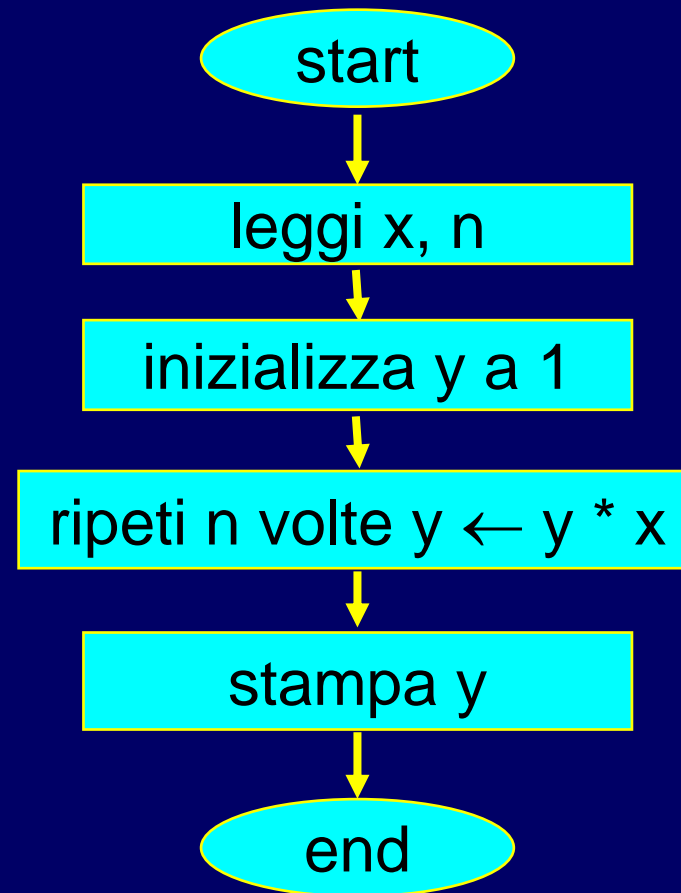 start
leggi x, n
inizializza y a 1
ripeti n volte y ← y * x
stampa y
end